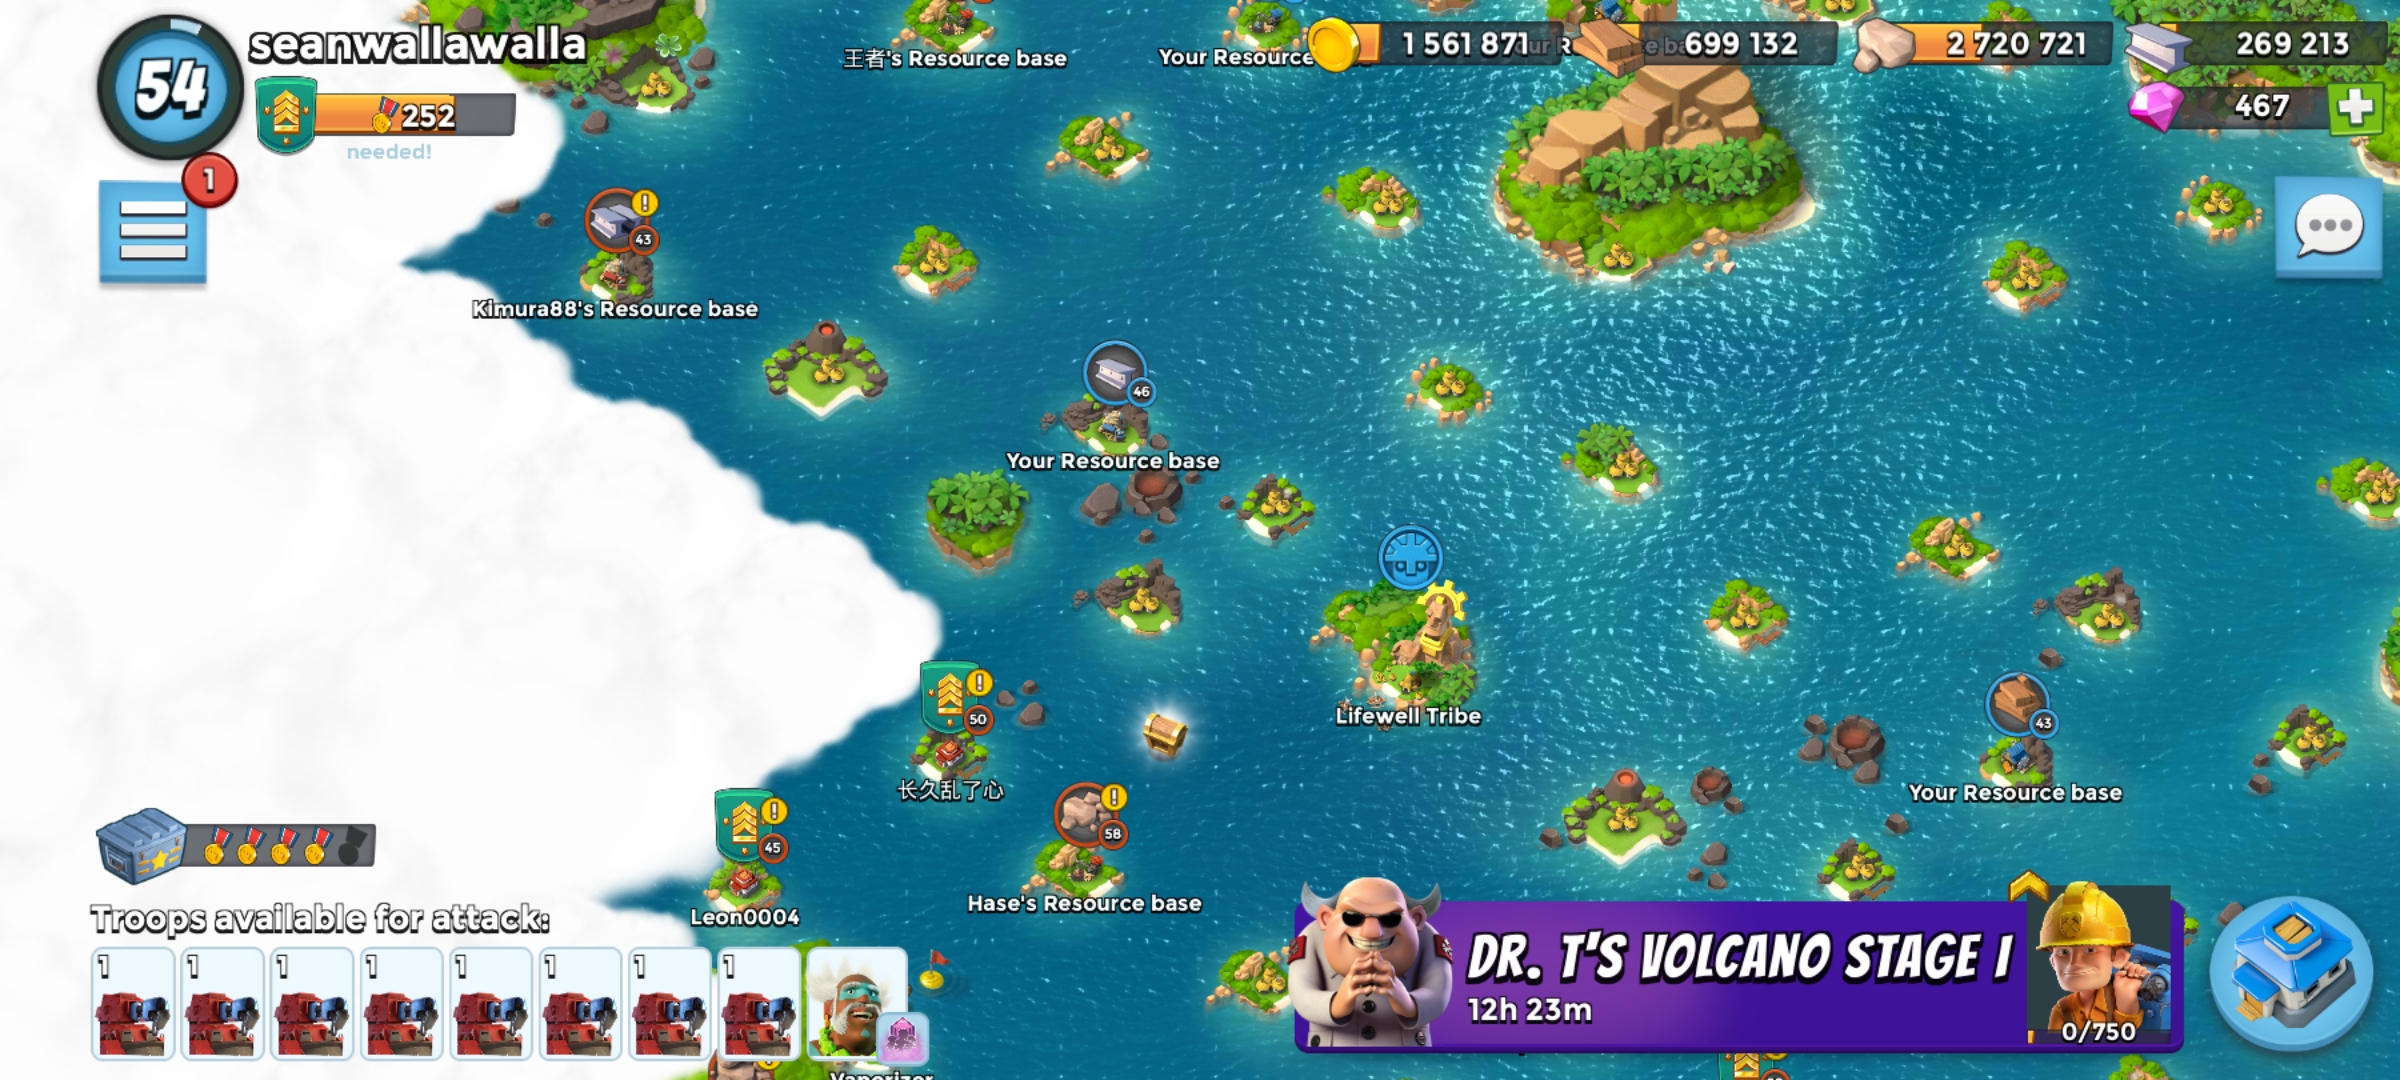 54
seanwallawalla
252
needed!
1
王者's Resource base
Your Resource
1 561 871
699 132
2 720 721
269 213
467
43
Kimura88's Resource base
46
Your Resource base
Lifewell Tribe
50
长久乱了心
43
Your Resource base
45
Leon0004
58
Hase's Resource base
Troops available for attack:
1
1
1
1
1
1
1
1
DR. T'S VOLCANO STAGE I
12h 23m
0/750
Vaporizer